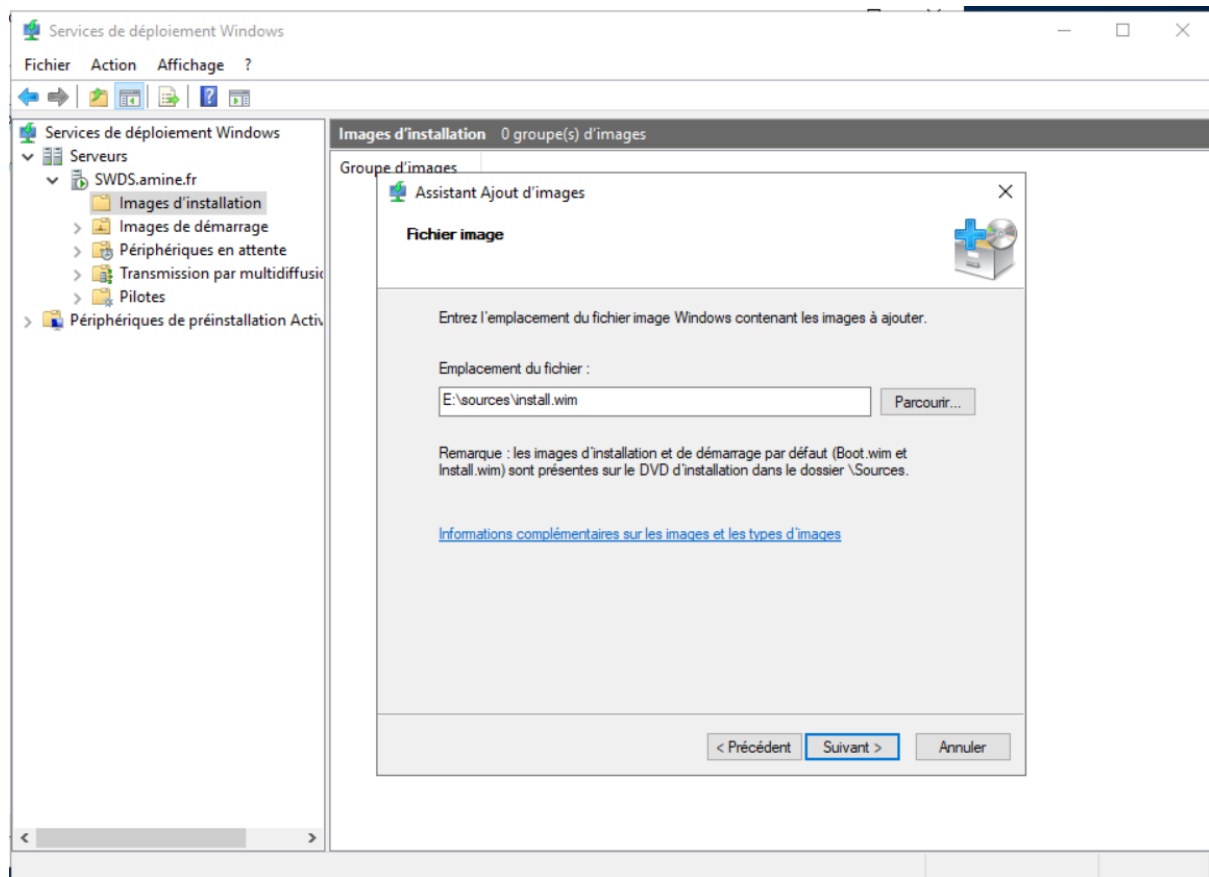 Services de déploiement Windows
Fichier Action Affichage ?
Services de déploiement Windows
Serveurs
SWDS.amine.fr
Images d'installation
Images de démarrage
Périphériques en attente
Transmission par multidiffusi
Pilotes
Périphériques de préinstallation Activ
Images d'installation 0 groupe(s) d'images
Groupe d'images
Assistant Ajout d'images
Fichier image
Entrez l'emplacement du fichier image Windows contenant les images à ajouter.
Emplacement du fichier :
E:\sources\install.wim
Parcourir...
Remarque : les images d'installation et de démarrage par défaut (Boot.wim et
Install.wim) sont présentes sur le DVD d'installation dans le dossier \Sources.
Informations complémentaires sur les images et les types d'images
< Précédent Suivant > Annuler